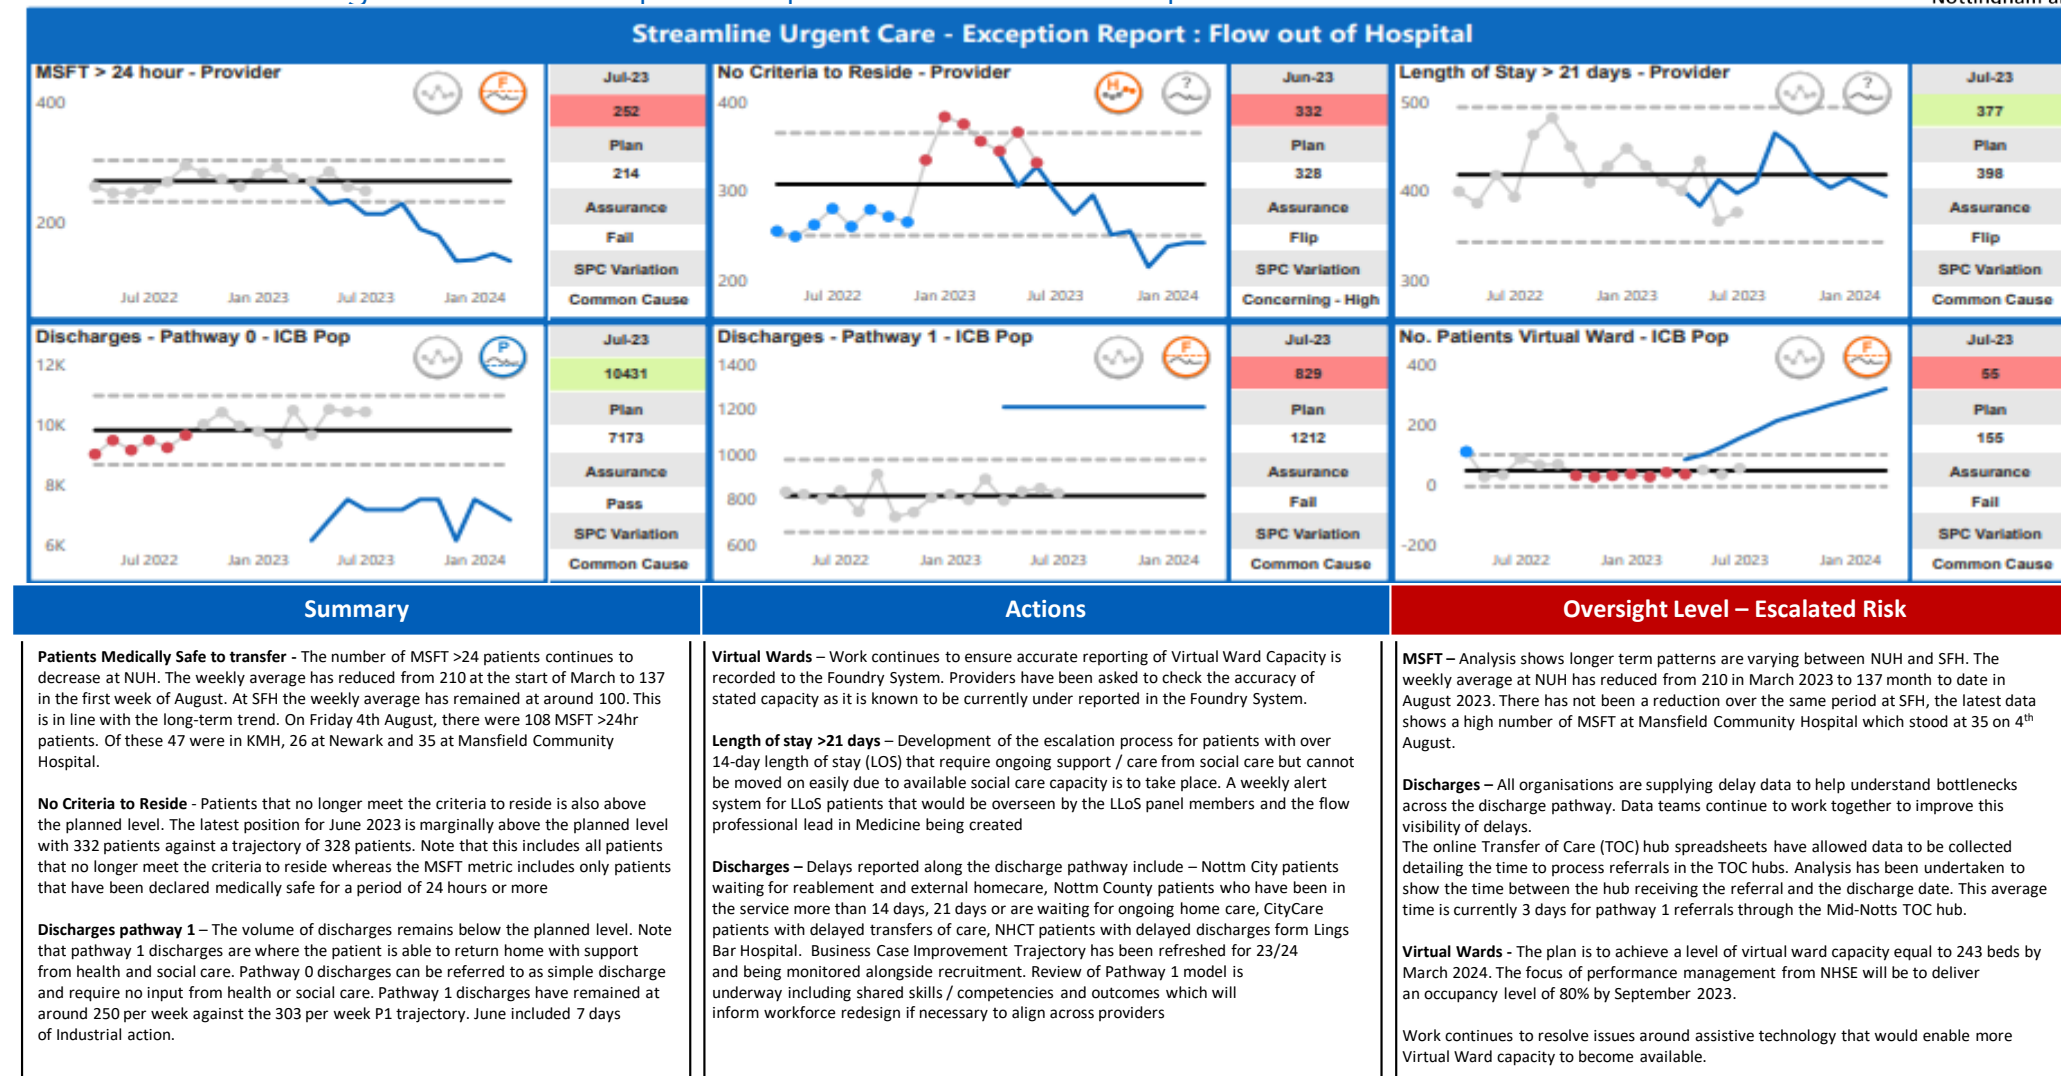 Nottingham a
Streamline Urgent Care - Exception Report : Flow out of Hospital
MSFT > 24 hour - Provider
F
400
200
Jul 2022 Jan 2023 Jul 2023 Jan 2024
Jul-23
252
Plan
214
Assurance
Fail
SPC Variation
Common Cause
No Criteria to Reside - Provider
H
?
400
300
200
Jul 2022 Jan 2023 Jul 2023 Jan 2024
Jun-23
332
Plan
328
Assurance
Flip
SPC Variation
Concerning - High
Length of Stay > 21 days - Provider
?
500
400
300
Jul 2022 Jan 2023 Jul 2023 Jan 2024
Jul-23
377
Plan
398
Assurance
Flip
SPC Variation
Common Cause
Discharges - Pathway 0 - ICB Pop
P
12K
10K
8K
6K
Jul 2022 Jan 2023 Jul 2023 Jan 2024
Jul-23
10431
Plan
7173
Assurance
Pass
SPC Variation
Common Cause
Discharges - Pathway 1 - ICB Pop
F
1400
1200
1000
800
600
Jul 2022 Jan 2023 Jul 2023 Jan 2024
Jul-23
829
Plan
1212
Assurance
Fail
SPC Variation
Common Cause
No. Patients Virtual Ward - ICB Pop
F
400
200
0
-200
Jul 2022 Jan 2023 Jul 2023 Jan 2024
Jul-23
55
Plan
155
Assurance
Fail
SPC Variation
Common Cause
Summary
Patients Medically Safe to transfer - The number of MSFT >24 patients continues to
decrease at NUH. The weekly average has reduced from 210 at the start of March to 137
in the first week of August. At SFH the weekly average has remained at around 100. This
is in line with the long-term trend. On Friday 4th August, there were 108 MSFT >24hr
patients. Of these 47 were in KMH, 26 at Newark and 35 at Mansfield Community
Hospital.
No Criteria to Reside - Patients that no longer meet the criteria to reside is also above
the planned level. The latest position for June 2023 is marginally above the planned level
with 332 patients against a trajectory of 328 patients. Note that this includes all patients
that no longer meet the criteria to reside whereas the MSFT metric includes only patients
that have been declared medically safe for a period of 24 hours or more
Discharges pathway 1 – The volume of discharges remains below the planned level. Note
that pathway 1 discharges are where the patient is able to return home with support
from health and social care. Pathway 0 discharges can be referred to as simple discharge
and require no input from health or social care. Pathway 1 discharges have remained at
around 250 per week against the 303 per week P1 trajectory. June included 7 days
of Industrial action.
Actions
Virtual Wards – Work continues to ensure accurate reporting of Virtual Ward Capacity is
recorded to the Foundry System. Providers have been asked to check the accuracy of
stated capacity as it is known to be currently under reported in the Foundry System.
Length of stay >21 days – Development of the escalation process for patients with over
14-day length of stay (LOS) that require ongoing support / care from social care but cannot
be moved on easily due to available social care capacity is to take place. A weekly alert
system for LLoS patients that would be overseen by the LLoS panel members and the flow
professional lead in Medicine being created
Discharges – Delays reported along the discharge pathway include – Nottm City patients
waiting for reablement and external homecare, Nottm County patients who have been in
the service more than 14 days, 21 days or are waiting for ongoing home care, CityCare
patients with delayed transfers of care, NHCT patients with delayed discharges form Lings
Bar Hospital. Business Case Improvement Trajectory has been refreshed for 23/24
and being monitored alongside recruitment. Review of Pathway 1 model is
underway including shared skills / competencies and outcomes which will
inform workforce redesign if necessary to align across providers
Oversight Level – Escalated Risk
MSFT – Analysis shows longer term patterns are varying between NUH and SFH. The
weekly average at NUH has reduced from 210 in March 2023 to 137 month to date in
August 2023. There has not been a reduction over the same period at SFH, the latest data
shows a high number of MSFT at Mansfield Community Hospital which stood at 35 on 4th
August.
Discharges – All organisations are supplying delay data to help understand bottlenecks
across the discharge pathway. Data teams continue to work together to improve this
visibility of delays.
The online Transfer of Care (TOC) hub spreadsheets have allowed data to be collected
detailing the time to process referrals in the TOC hubs. Analysis has been undertaken to
show the time between the hub receiving the referral and the discharge date. This average
time is currently 3 days for pathway 1 referrals through the Mid-Notts TOC hub.
Virtual Wards - The plan is to achieve a level of virtual ward capacity equal to 243 beds by
March 2024. The focus of performance management from NHSE will be to deliver
an occupancy level of 80% by September 2023.
Work continues to resolve issues around assistive technology that would enable more
Virtual Ward capacity to become available.